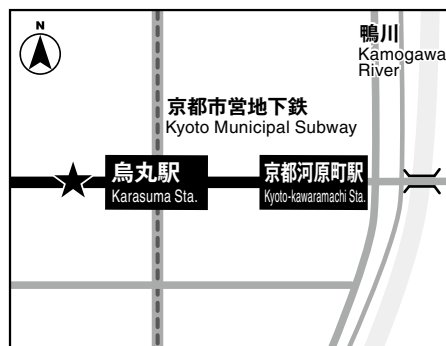 N
鴨川
Kamogawa
River
京都市営地下鉄
Kyoto Municipal Subway
烏丸駅
Karasuma Sta.
京都河原町駅
Kyoto-kawaramachi Sta.